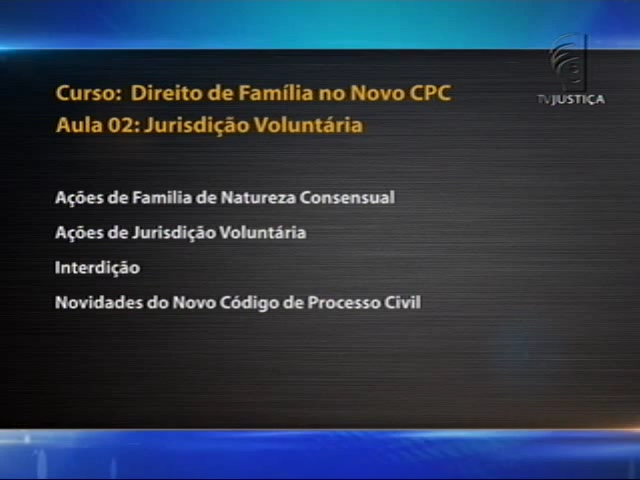 Curso: Direito de Família no Novo CPC
Aula 02: Jurisdição Voluntária
TVJUSTIÇA
Ações de Familia de Natureza Consensual
Ações de Jurisdição Voluntária
Interdição
Novidades do Novo Código de Processo Civil